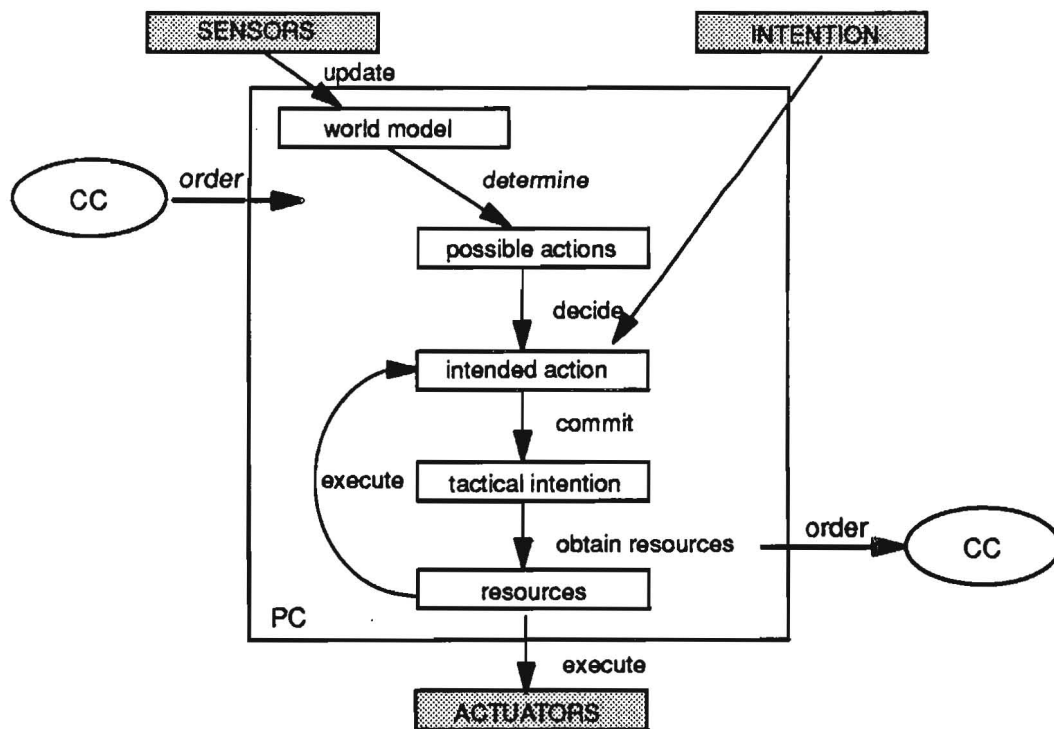 SENSORS
INTENTION
update
world model
CC
order
determine
possible actions
decide
intended action
commit
execute
tactical intention
order
obtain resources
CC
resources
PC
execute
ACTUATORS